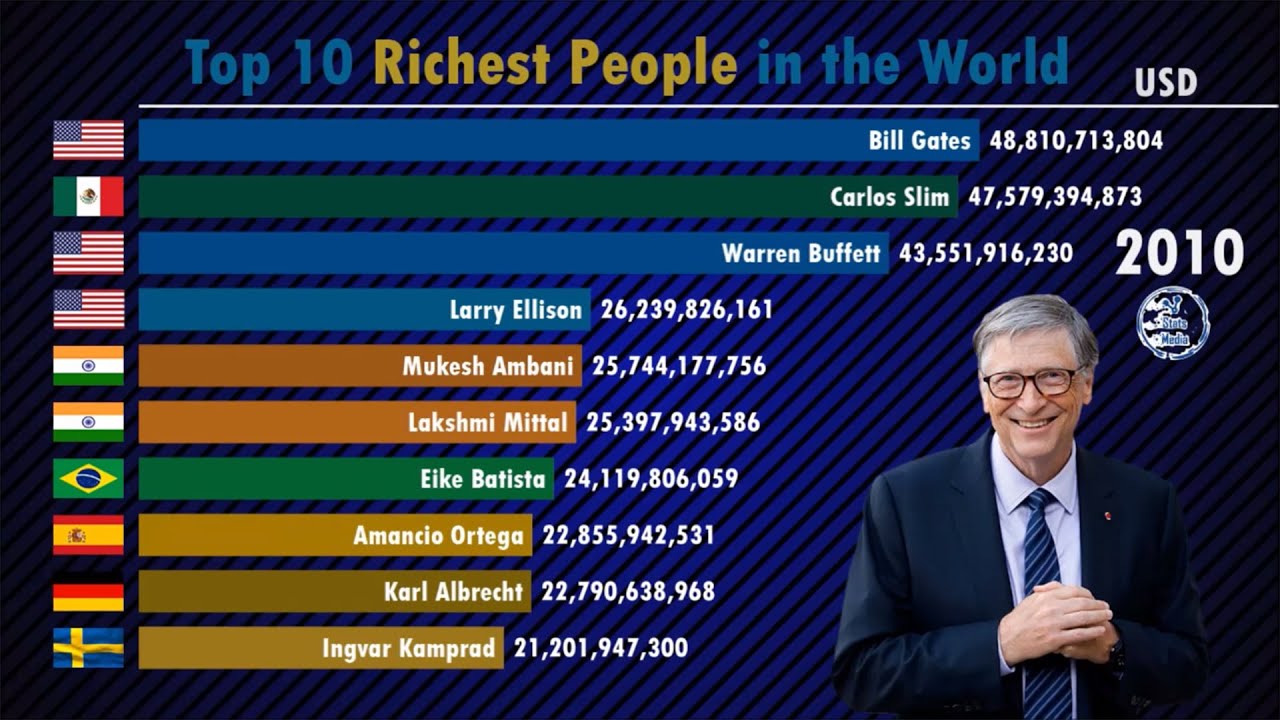 Top 10 Richest People in the World
USD
Bill Gates 48,810,713,804
Carlos Slim 47,579,394,873
Warren Buffett 43,551,916,230
2010
Larry Ellison 26,239,826,161
Stats
Media
Mukesh Ambani 25,744,177,756
Lakshmi Mittal 25,397,943,586
Eike Batista 24,119,806,059
Amancio Ortega 22,855,942,531
Karl Albrecht 22,790,638,968
Ingvar Kamprad 21,201,947,300